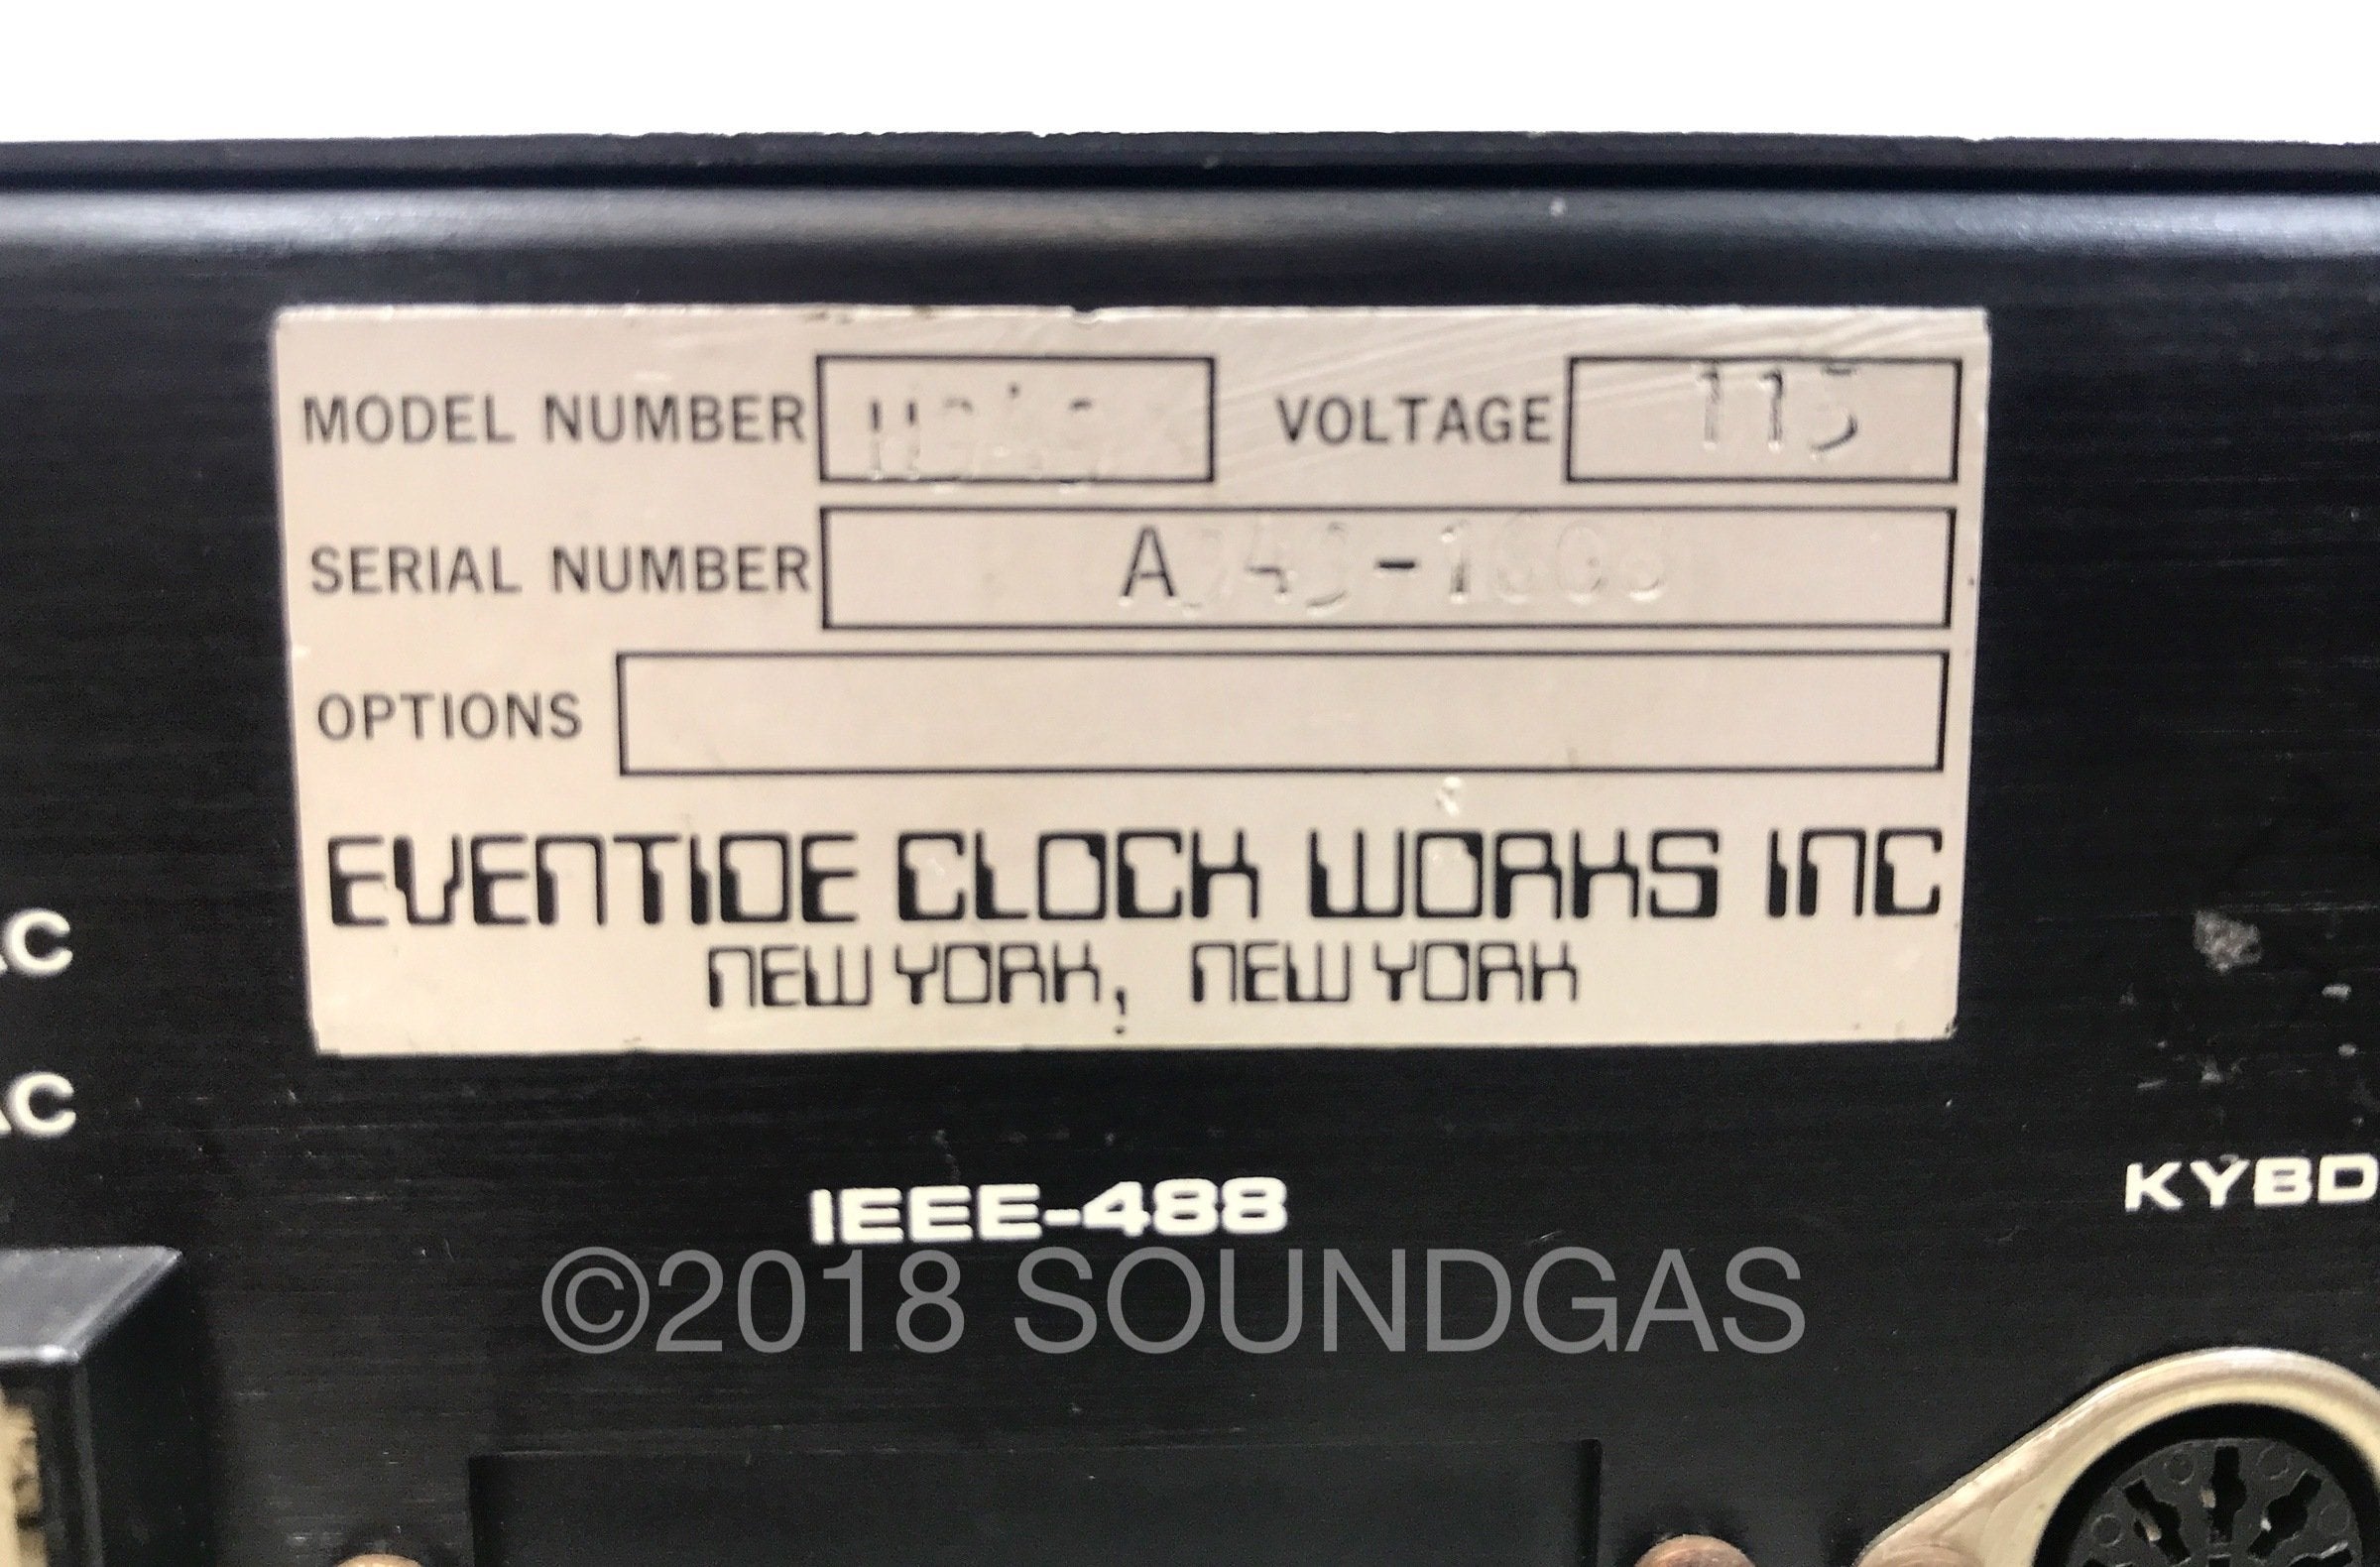 MODEL NUMBER VOLTAGE 115
SERIAL NUMBER
OPTIONS
EVENTIDE CLOCK WORKS INC
NEW YORK, NEW YORK
AC
AC
IEEE-488
KYBD
©2018 SOUNDGAS